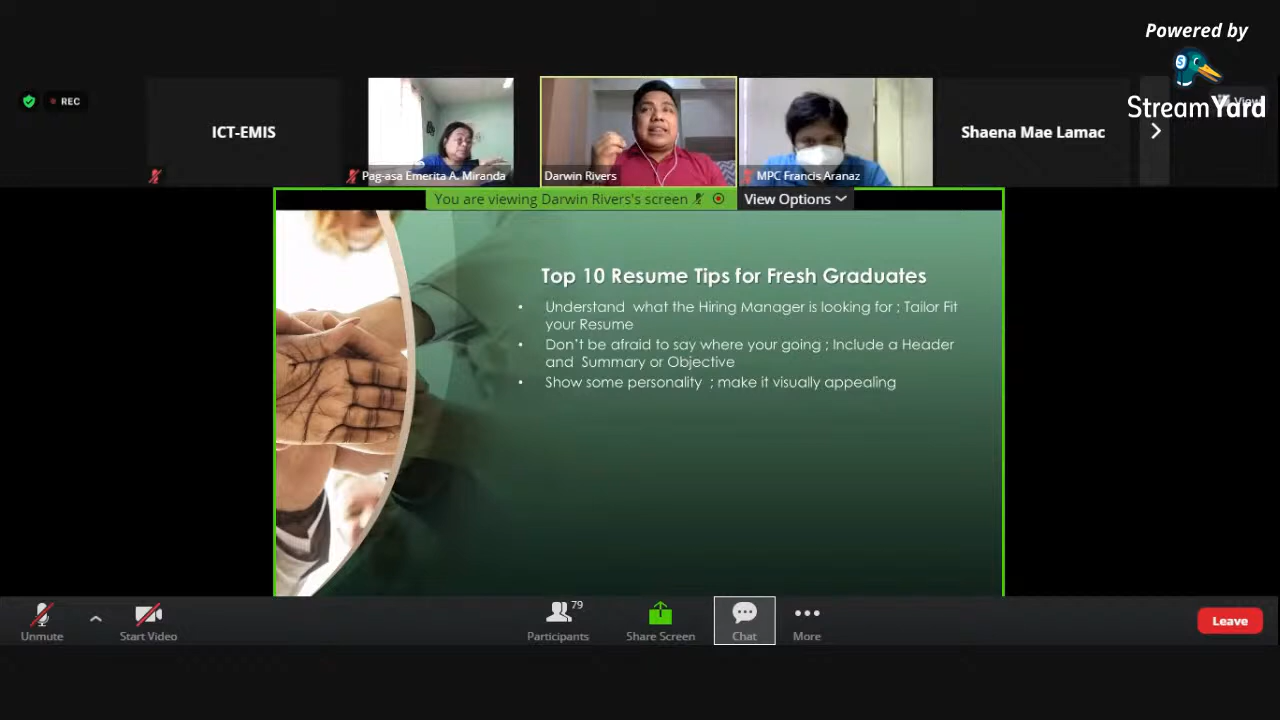 Powered by
StreamYard
REC
View
ICT-EMIS
Pag-asa Emerita A. Miranda
Darwin Rivers
MPC Francis Aranaz
Shaena Mae Lamac
You are viewing Darwin Rivers's screen
View Options
Top 10 Resume Tips for Fresh Graduates
• Understand what the Hiring Manager is looking for ; Tailor Fit
your Resume
• Don't be afraid to say where your going ; Include a Header
and Summary or Objective
• Show some personality ; make it visually appealing
Unmute
Start Video
Participants
79
Share Screen
Chat
More
Leave